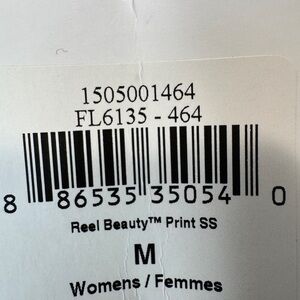 1505001464
FL6135 - 464
8 86535 35054 0
Reel Beauty™ Print SS
M
Womens / Femmes